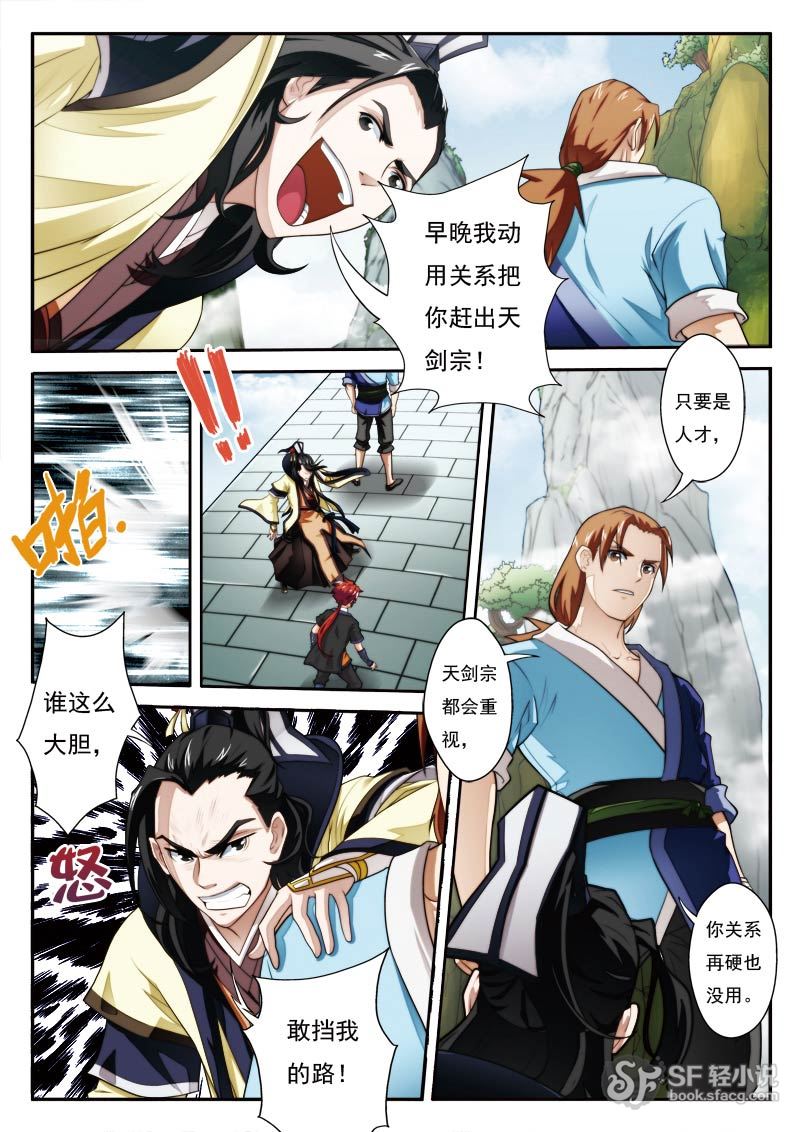 早晚我动
用关系把
你赶出天
剑宗！
！！
啪.
谁这么
大胆，
怒
敢挡我
的路！
只要是
人才，
天剑宗
都会重
视，
你关系
再硬也
没用。
SF 轻小说
book.sfacg.com